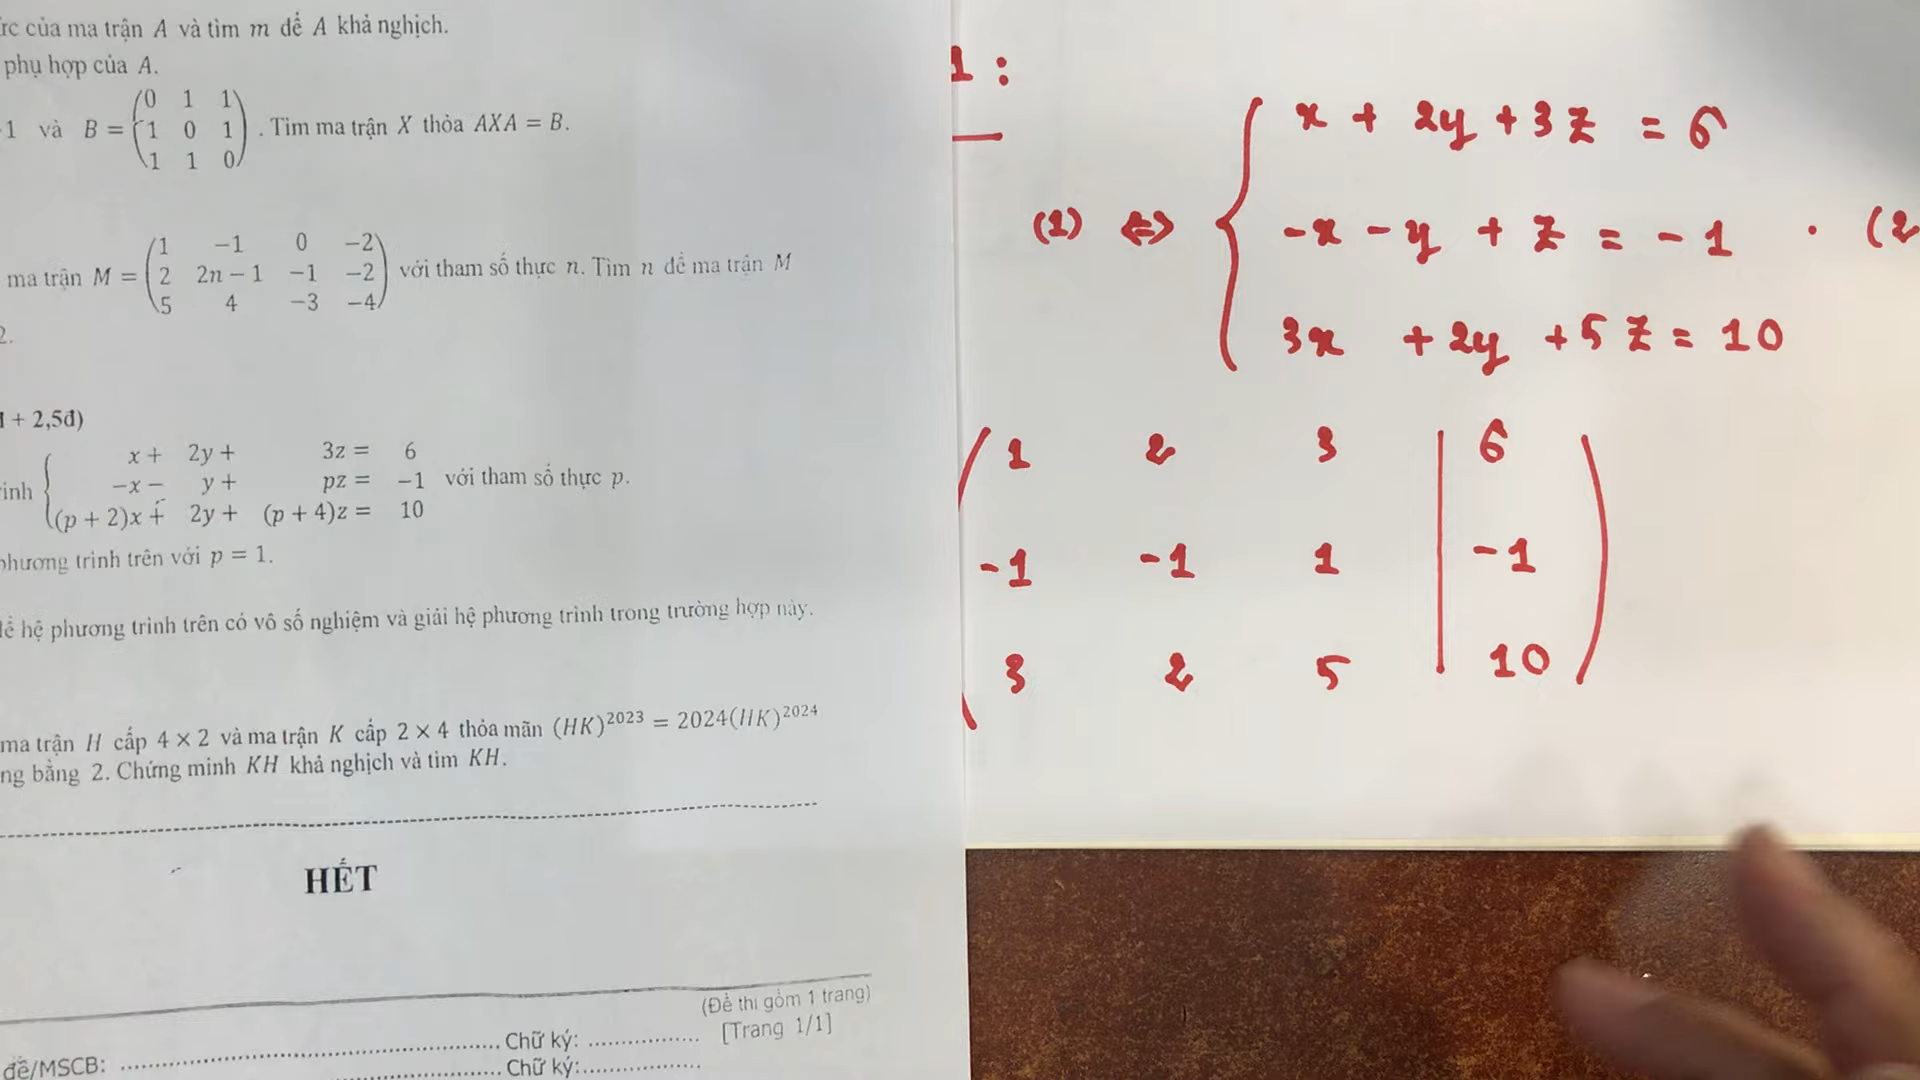 của ma trận A và tìm m để A khả nghịch.
phụ hợp của A.
1 và B = (0 1 1; 1 0 1; 1 1 0). Tìm ma trận X thỏa AXA = B.
ma trận M = (1 −1 0 −2; 2 2n − 1 −1 −2; 5 4 −3 −4) với tham số thực n. Tìm n để ma trận M
2.
+ 2,5đ)
x + 2y + 3z = 6
−x − y + pz = −1 với tham số thực p.
(p + 2)x + 2y + (p + 4)z = 10
phương trình trên với p = 1.
để hệ phương trình trên có vô số nghiệm và giải hệ phương trình trong trường hợp này.
ma trận H cấp 4 × 2 và ma trận K cấp 2 × 4 thỏa mãn (HK)²⁰²³ = 2024(HK)²⁰²⁴
ng bằng 2. Chứng minh KH khả nghịch và tìm KH.
HẾT
(Đề thi gồm 1 trang)
[Trang 1/1]
Chữ ký:
đề/MSCB:
Chữ ký:
1 :
x + 2y + 3z = 6
(1) ⇔ -x - y + z = -1 . (2
3x + 2y + 5z = 10
1 2 3 | 6
-1 -1 1 | -1
3 2 5 | 10